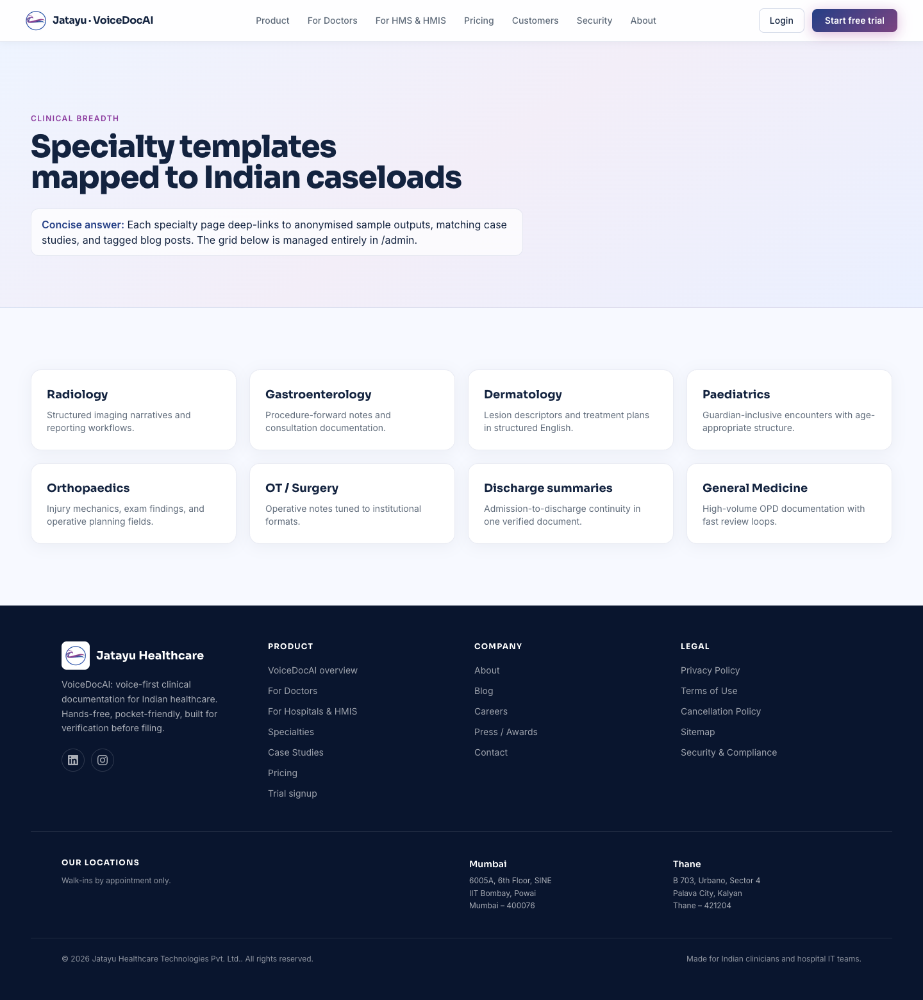 Jatayu · VoiceDocAI
Product
For Doctors
For HMS & HMIS
Pricing
Customers
Security
About
Login
Start free trial
CLINICAL BREADTH
Specialty templates
mapped to Indian caseloads
Concise answer: Each specialty page deep-links to anonymised sample outputs, matching case
studies, and tagged blog posts. The grid below is managed entirely in /admin.
Radiology
Structured imaging narratives and
reporting workflows.
Gastroenterology
Procedure-forward notes and
consultation documentation.
Dermatology
Lesion descriptors and treatment plans
in structured English.
Paediatrics
Guardian-inclusive encounters with age-
appropriate structure.
Orthopaedics
Injury mechanics, exam findings, and
operative planning fields.
OT / Surgery
Operative notes tuned to institutional
formats.
Discharge summaries
Admission-to-discharge continuity in
one verified document.
General Medicine
High-volume OPD documentation with
fast review loops.
Jatayu Healthcare
VoiceDocAI: voice-first clinical
documentation for Indian healthcare.
Hands-free, pocket-friendly, built for
verification before filing.
PRODUCT
VoiceDocAI overview
For Doctors
For Hospitals & HMIS
Specialties
Case Studies
Pricing
Trial signup
COMPANY
About
Blog
Careers
Press / Awards
Contact
LEGAL
Privacy Policy
Terms of Use
Cancellation Policy
Sitemap
Security & Compliance
OUR LOCATIONS
Walk-ins by appointment only.
Mumbai
6005A, 6th Floor, SINE
IIT Bombay, Powai
Mumbai – 400076
Thane
B 703, Urbano, Sector 4
Palava City, Kalyan
Thane – 421204
© 2026 Jatayu Healthcare Technologies Pvt. Ltd.. All rights reserved.
Made for Indian clinicians and hospital IT teams.